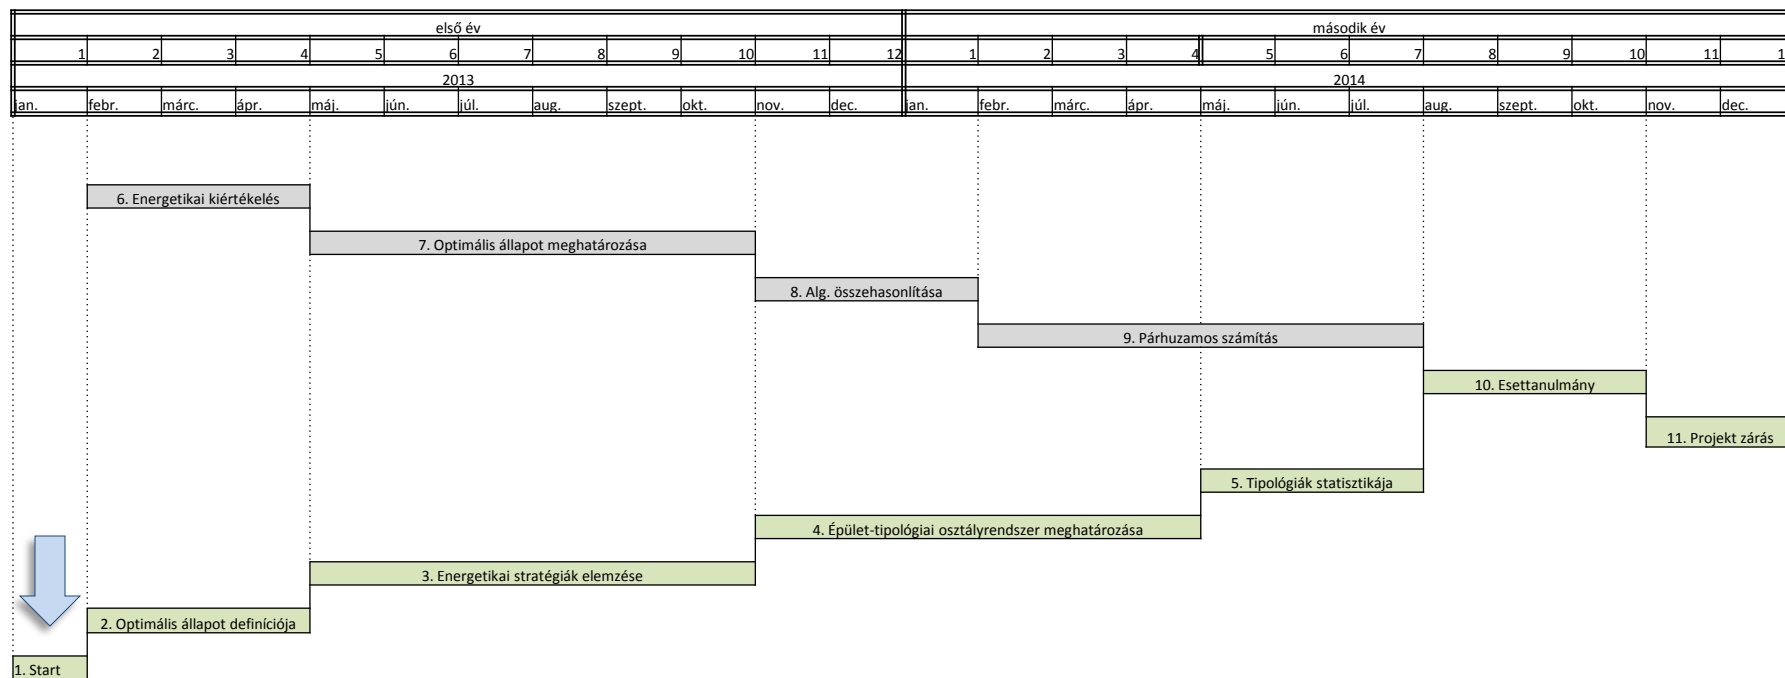 első év második év
1 2 3 4 5 6 7 8 9 10 11 12 1 2 3 4 5 6 7 8 9 10 11 1
2013 2014
jan. febr. márc. ápr. máj. jún. júl. aug. szept. okt. nov. dec. jan. febr. márc. ápr. máj. jún. júl. aug. szept. okt. nov. dec.
6. Energetikai kiértékelés
7. Optimális állapot meghatározása
8. Alg. összehasonlítása
9. Párhuzamos számítás
10. Esettanulmány
11. Projekt zárás
5. Tipológiák statisztikája
4. Épület-tipológiai osztályrendszer meghatározása
3. Energetikai stratégiák elemzése
2. Optimális állapot definíciója
1. Start